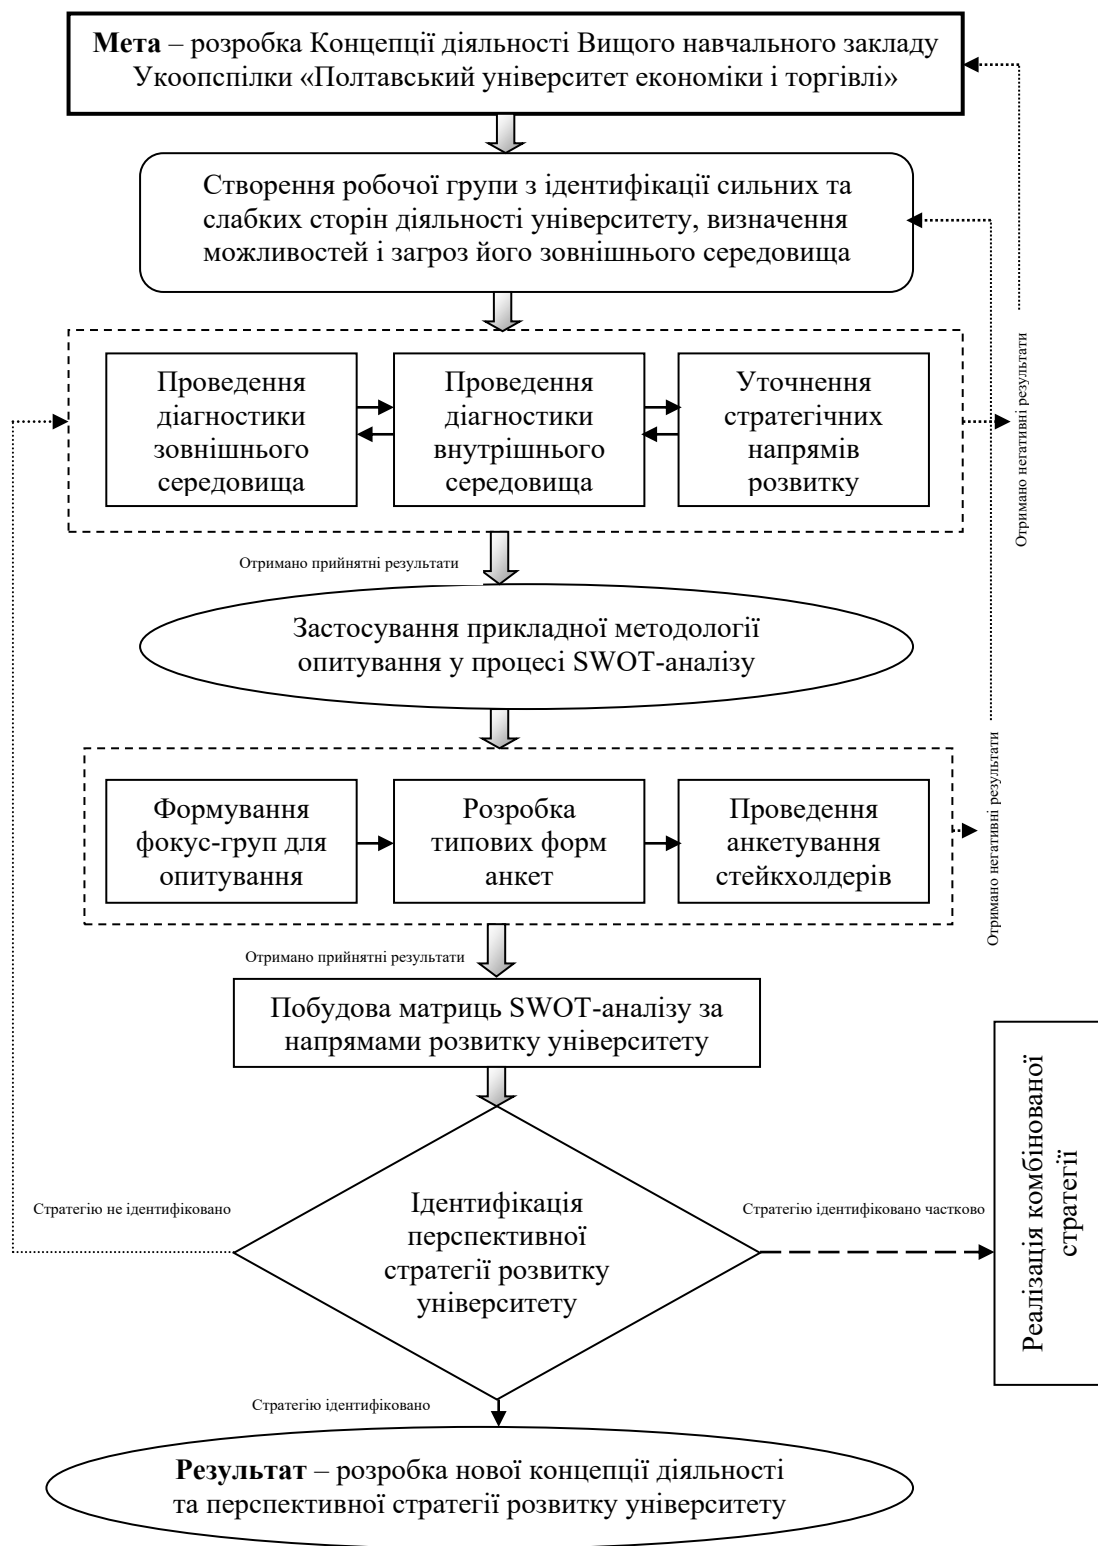 Мета – розробка Концепції діяльності Вищого навчального закладу
Укоопспілки «Полтавський університет економіки і торгівлі»
Створення робочої групи з ідентифікації сильних та
слабких сторін діяльності університету, визначення
можливостей і загроз його зовнішнього середовища
Проведення
діагностики
зовнішнього
середовища
Проведення
діагностики
внутрішнього
середовища
Уточнення
стратегічних
напрямів
розвитку
Отримано негативні результати
Отримано прийнятні результати
Застосування прикладної методології
опитування у процесі SWOT-аналізу
Формування
фокус-груп для
опитування
Розробка
типових форм
анкет
Проведення
анкетування
стейкхолдерів
Отримано негативні результати
Отримано прийнятні результати
Побудова матриць SWOT-аналізу за
напрямами розвитку університету
Стратегію не ідентифіковано
Ідентифікація
перспективної
стратегії розвитку
університету
Стратегію ідентифіковано частково
Реалізація комбінованої
стратегії
Стратегію ідентифіковано
Результат – розробка нової концепції діяльності
та перспективної стратегії розвитку університету